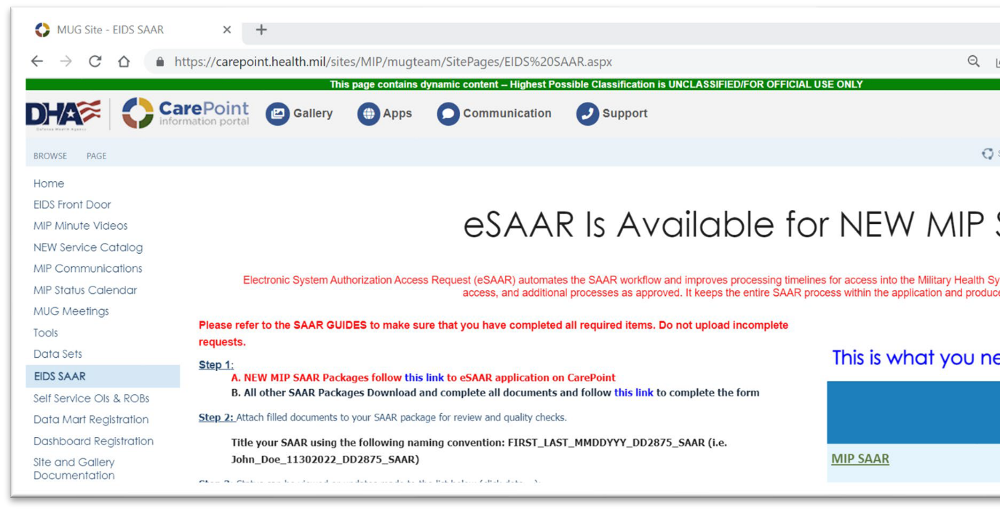 MUG Site - EIDS SAAR
https://carepoint.health.mil/sites/MIP/mugteam/SitePages/EIDS%20SAAR.aspx
This page contains dynamic content – Highest Possible Classification is UNCLASSIFIED/FOR OFFICIAL USE ONLY
DHA
Defense Health Agency
CarePoint
information portal
Gallery
Apps
Communication
Support
BROWSE PAGE
Home
EIDS Front Door
MIP Minute Videos
NEW Service Catalog
MIP Communications
MIP Status Calendar
MUG Meetings
Tools
Data Sets
EIDS SAAR
Self Service OIs & ROBs
Data Mart Registration
Dashboard Registration
Site and Gallery
Documentation
eSAAR Is Available for NEW MIP
Electronic System Authorization Access Request (eSAAR) automates the SAAR workflow and improves processing timelines for access into the Military Health Sy
access, and additional processes as approved. It keeps the entire SAAR process within the application and produce
Please refer to the SAAR GUIDES to make sure that you have completed all required items. Do not upload incomplete
requests.
Step 1:
A. NEW MIP SAAR Packages follow this link to eSAAR application on CarePoint
B. All other SAAR Packages Download and complete all documents and follow this link to complete the form
Step 2: Attach filled documents to your SAAR package for review and quality checks.
Title your SAAR using the following naming convention: FIRST_LAST_MMDDYYY_DD2875_SAAR (i.e.
John_Doe_11302022_DD2875_SAAR)
This is what you ne
MIP SAAR